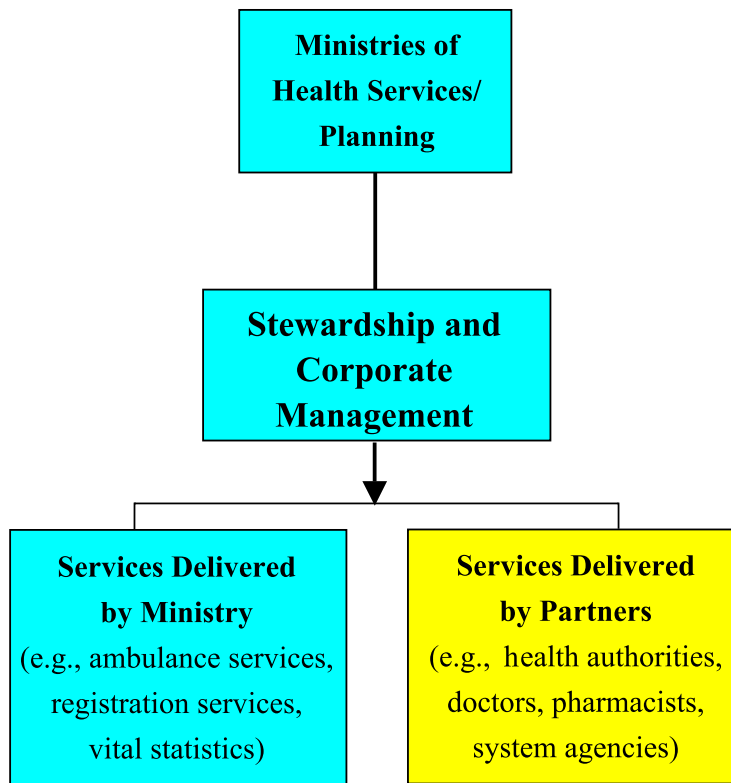 Ministries of
Health Services/
Planning
Stewardship and
Corporate
Management
Services Delivered
by Ministry
(e.g., ambulance services,
registration services,
vital statistics)
Services Delivered
by Partners
(e.g., health authorities,
doctors, pharmacists,
system agencies)